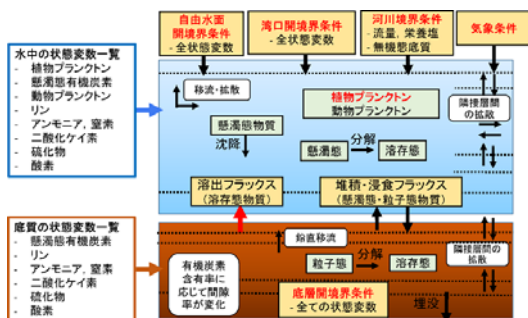 自由水面
開境界条件
- 全状態変数
湾口開境界条件
- 全状態変数
河川境界条件
- 流量, 栄養塩
- 無機態底質
気象条件
水中の状態変数一覧
- 植物プランクトン
- 懸濁態有機炭素
- 動物プランクトン
- リン
- アンモニア, 窒素
- 二酸化ケイ素
- 硫化物
- 酸素
移流・拡散
懸濁態物質
沈降
植物プランクトン
動物プランクトン
懸濁態
分解
溶存態
隣接層間
の拡散
溶出フラックス
(溶存態物質)
堆積・浸食フラックス
(懸濁態・粒子態物質)
底質の状態変数一覧
- 懸濁態有機炭素
- リン
- アンモニア, 窒素
- 二酸化ケイ素
- 硫化物
- 酸素
鉛直移流
有機炭素
含有率に
応じて間隙
率が変化
粒子態
分解
溶存態
隣接層間
の拡散
底層開境界条件
- 全ての状態変数
埋没